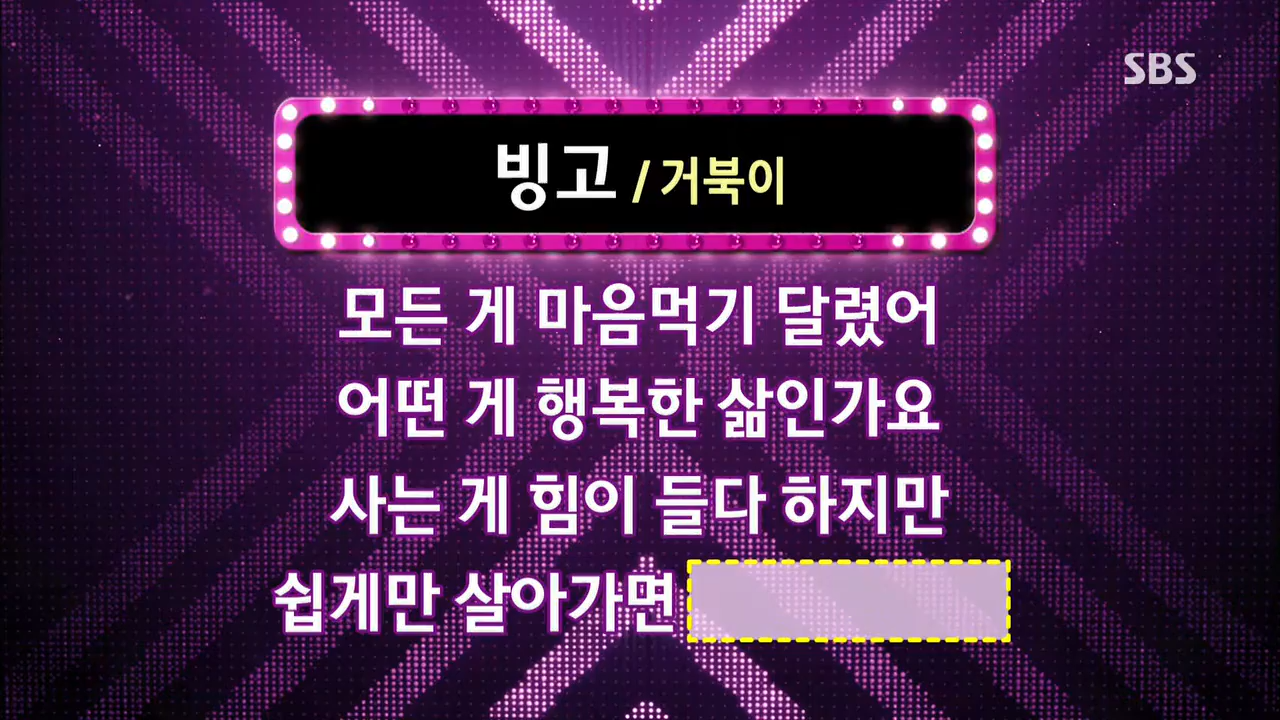 SBS
빙고 / 거북이
모든 게 마음먹기 달렸어
어떤 게 행복한 삶인가요
사는 게 힘이 들다 하지만
쉽게만 살아가면